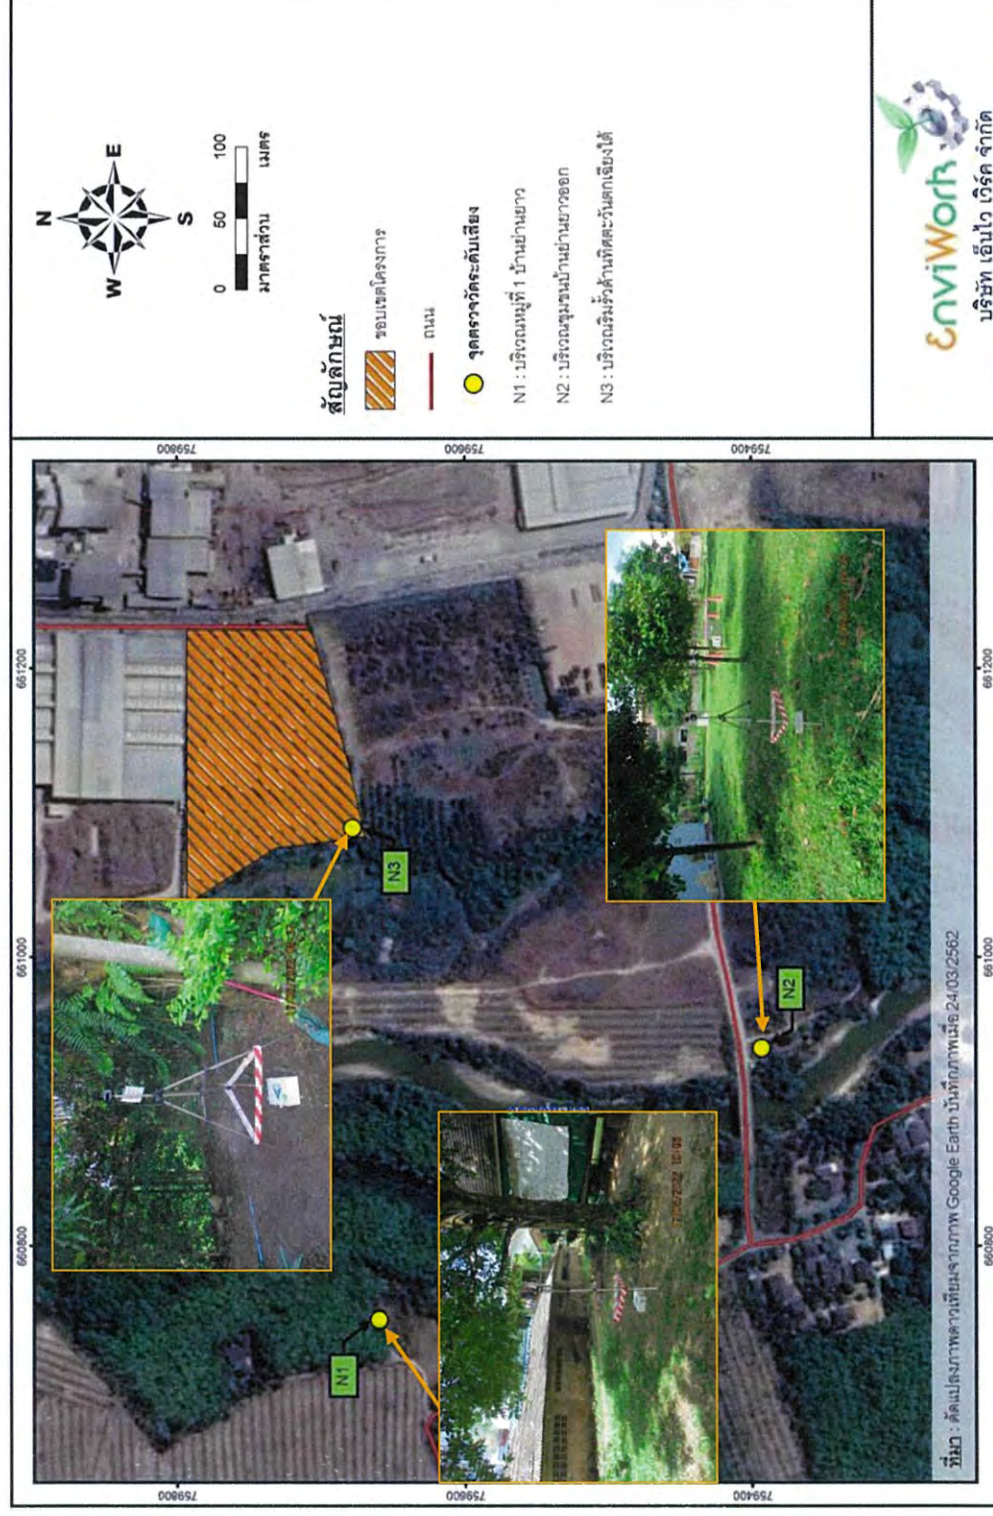 N
W
E
S
0 50 100
มาตราส่วน เมตร
สัญลักษณ์
ขอบเขตโครงการ
ถนน
จุดตรวจวัดระดับเสียง
N1 : บริเวณหมู่ที่ 1 บ้านย่านยาว
N2 : บริเวณชุมชนบ้านย่านยาวออก
N3 : บริเวณริมรั้วด้านทิศตะวันตกเฉียงใต้
EnviWork
บริษัท เอ็นไว เวิร์ค จำกัด
660800 661000 661200
759800
759600
759400
N1
N3
N2
660800 661000 661200
759800
759600
759400
ที่มา : ดัดแปลงภาพดาวเทียมจากภาพ Google Earth บันทึกภาพเมื่อ 24/03/2562